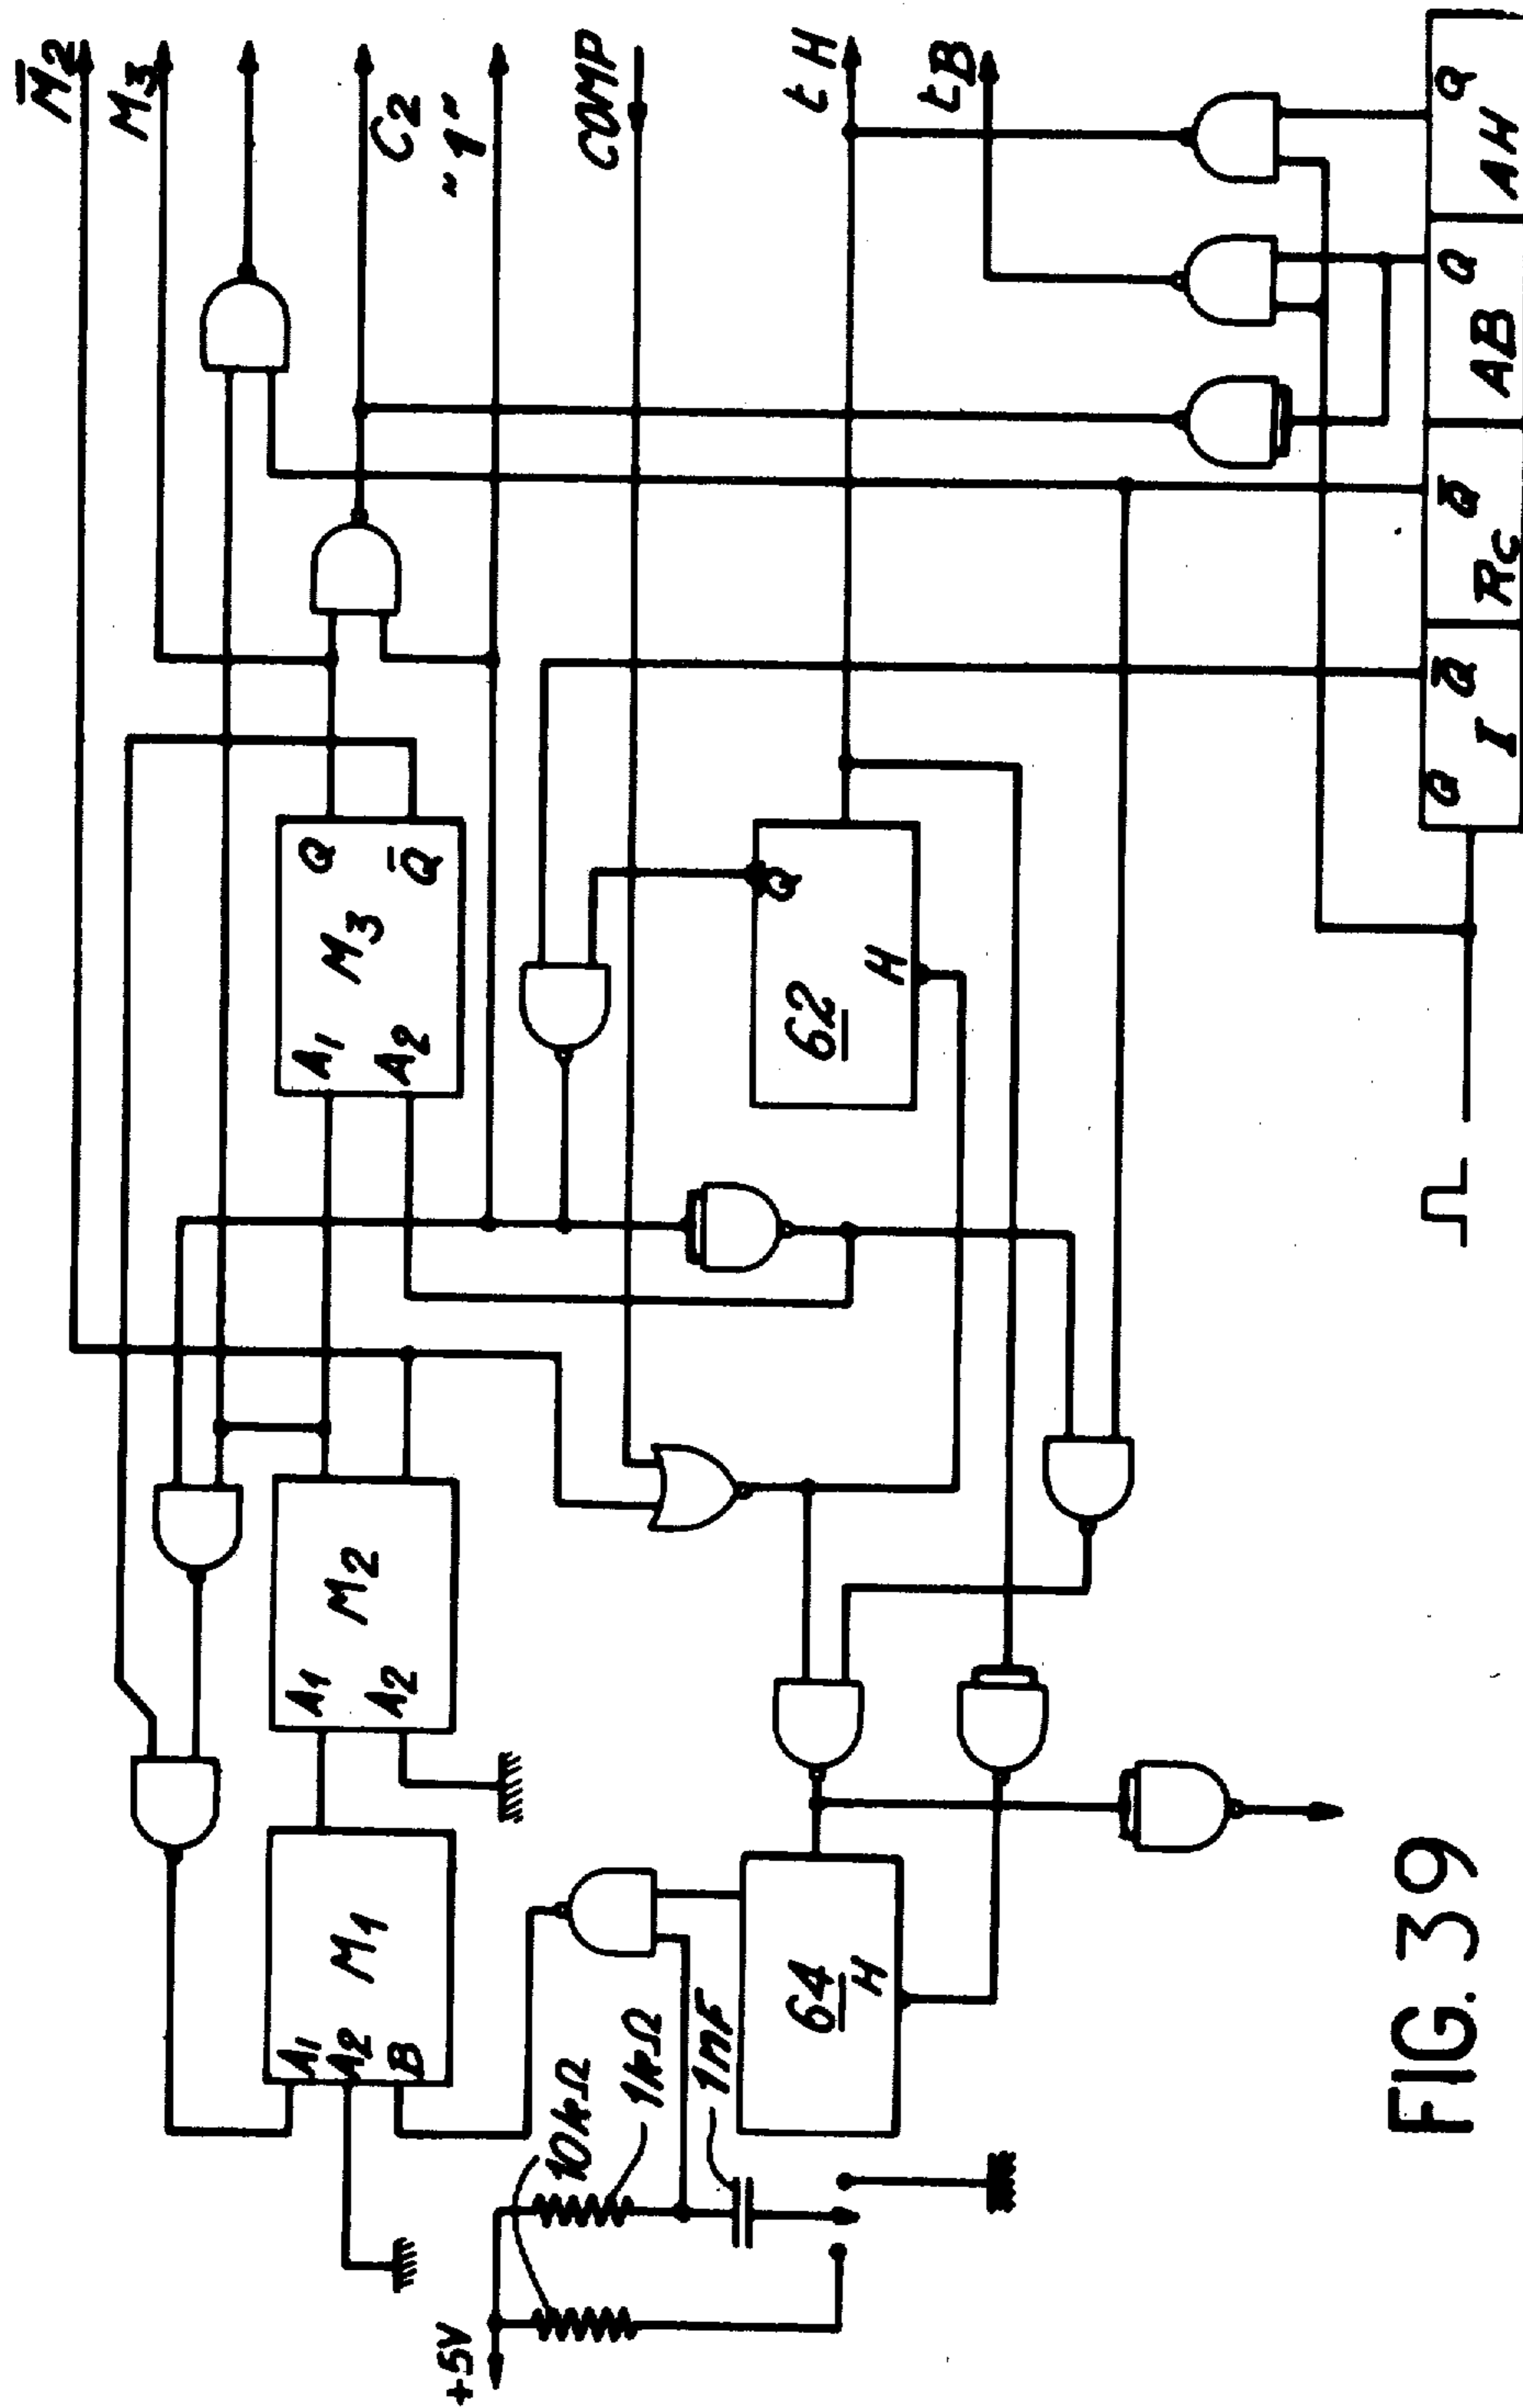 M̅2
M3
C2
"1"
COMP
tH
tB
A1
A2
B
M1
A1
A2
M2
A1
A2
M3
Q
Q̅
62
Q
H
64
H
+5V
10kΩ
1kΩ
1mF
Q̅
Q̅
I
Q̅
Rc
Q
AB
Q
AH
FIG. 39